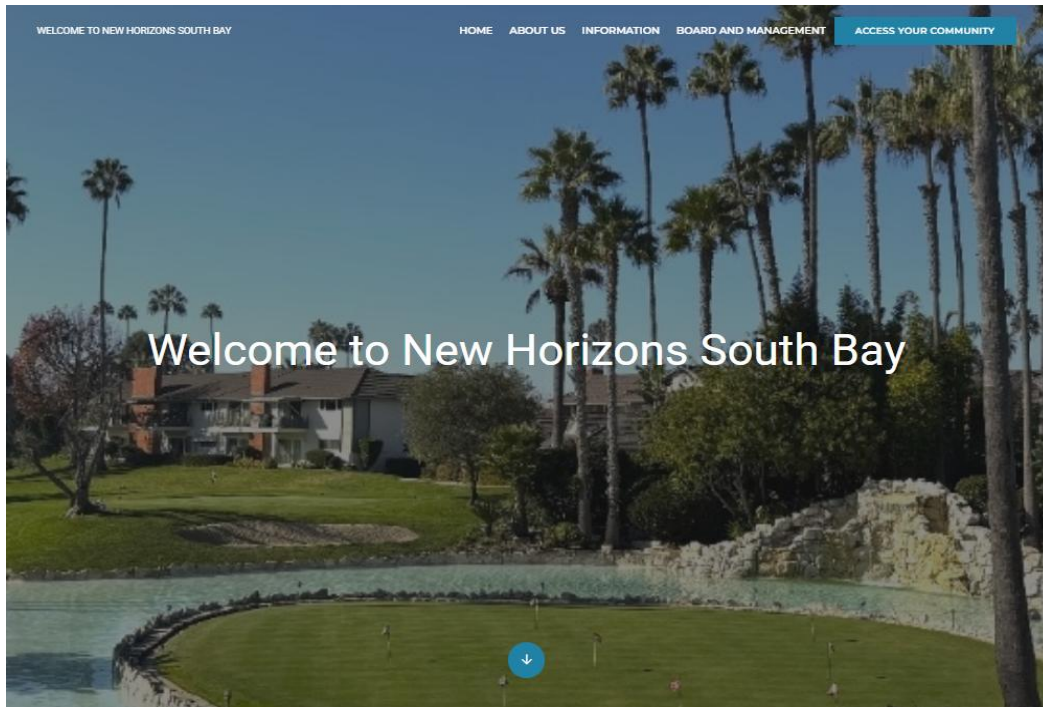 WELCOME TO NEW HORIZONS SOUTH BAY
HOME ABOUT US INFORMATION BOARD AND MANAGEMENT ACCESS YOUR COMMUNITY
Welcome to New Horizons South Bay